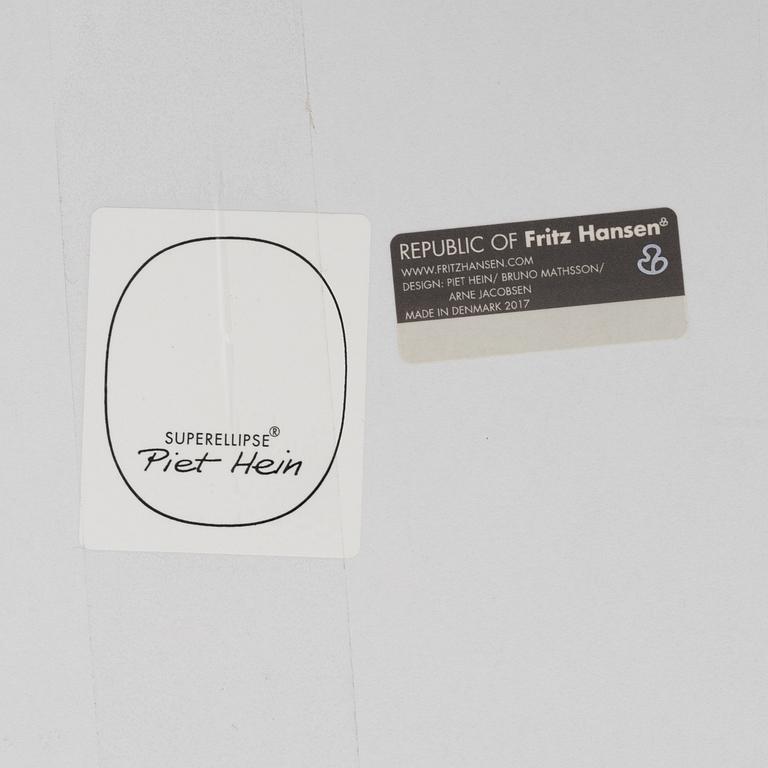 SUPERELLIPSE®
Piet Hein
REPUBLIC OF Fritz Hansen
WWW.FRITZHANSEN.COM
DESIGN: PIET HEIN/ BRUNO MATHSSON/
ARNE JACOBSEN
MADE IN DENMARK 2017